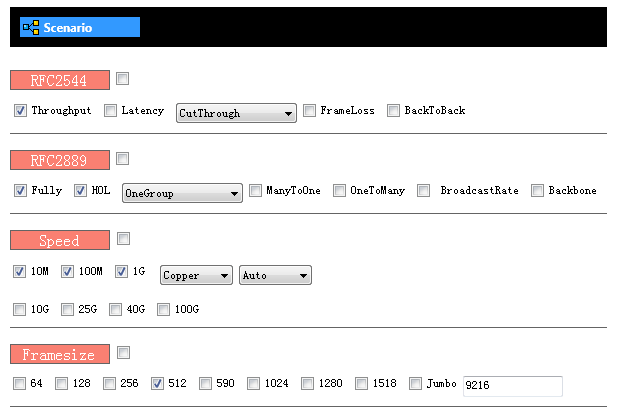 Scenario
RFC2544
Throughput Latency CutThrough FrameLoss BackToBack
RFC2889
Fully HOL OneGroup ManyToOne OneToMany BroadcastRate Backbone
Speed
10M 100M 1G Copper Auto
10G 25G 40G 100G
Framesize
64 128 256 512 590 1024 1280 1518 Jumbo 9216